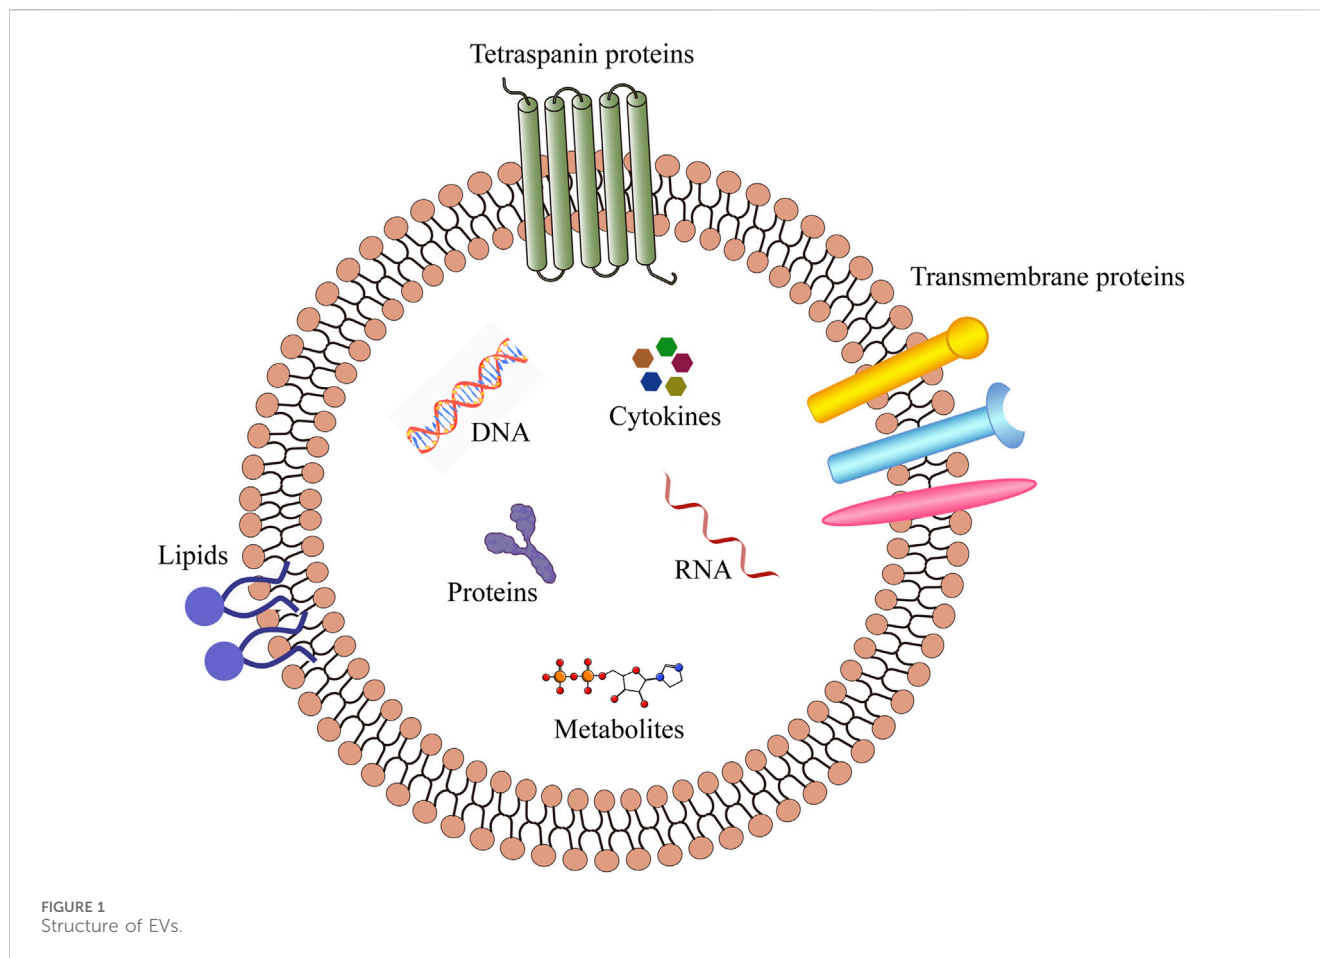 Tetraspanin proteins
Transmembrane proteins
DNA
Cytokines
Lipids
Proteins
RNA
Metabolites
FIGURE 1
Structure of EVs.